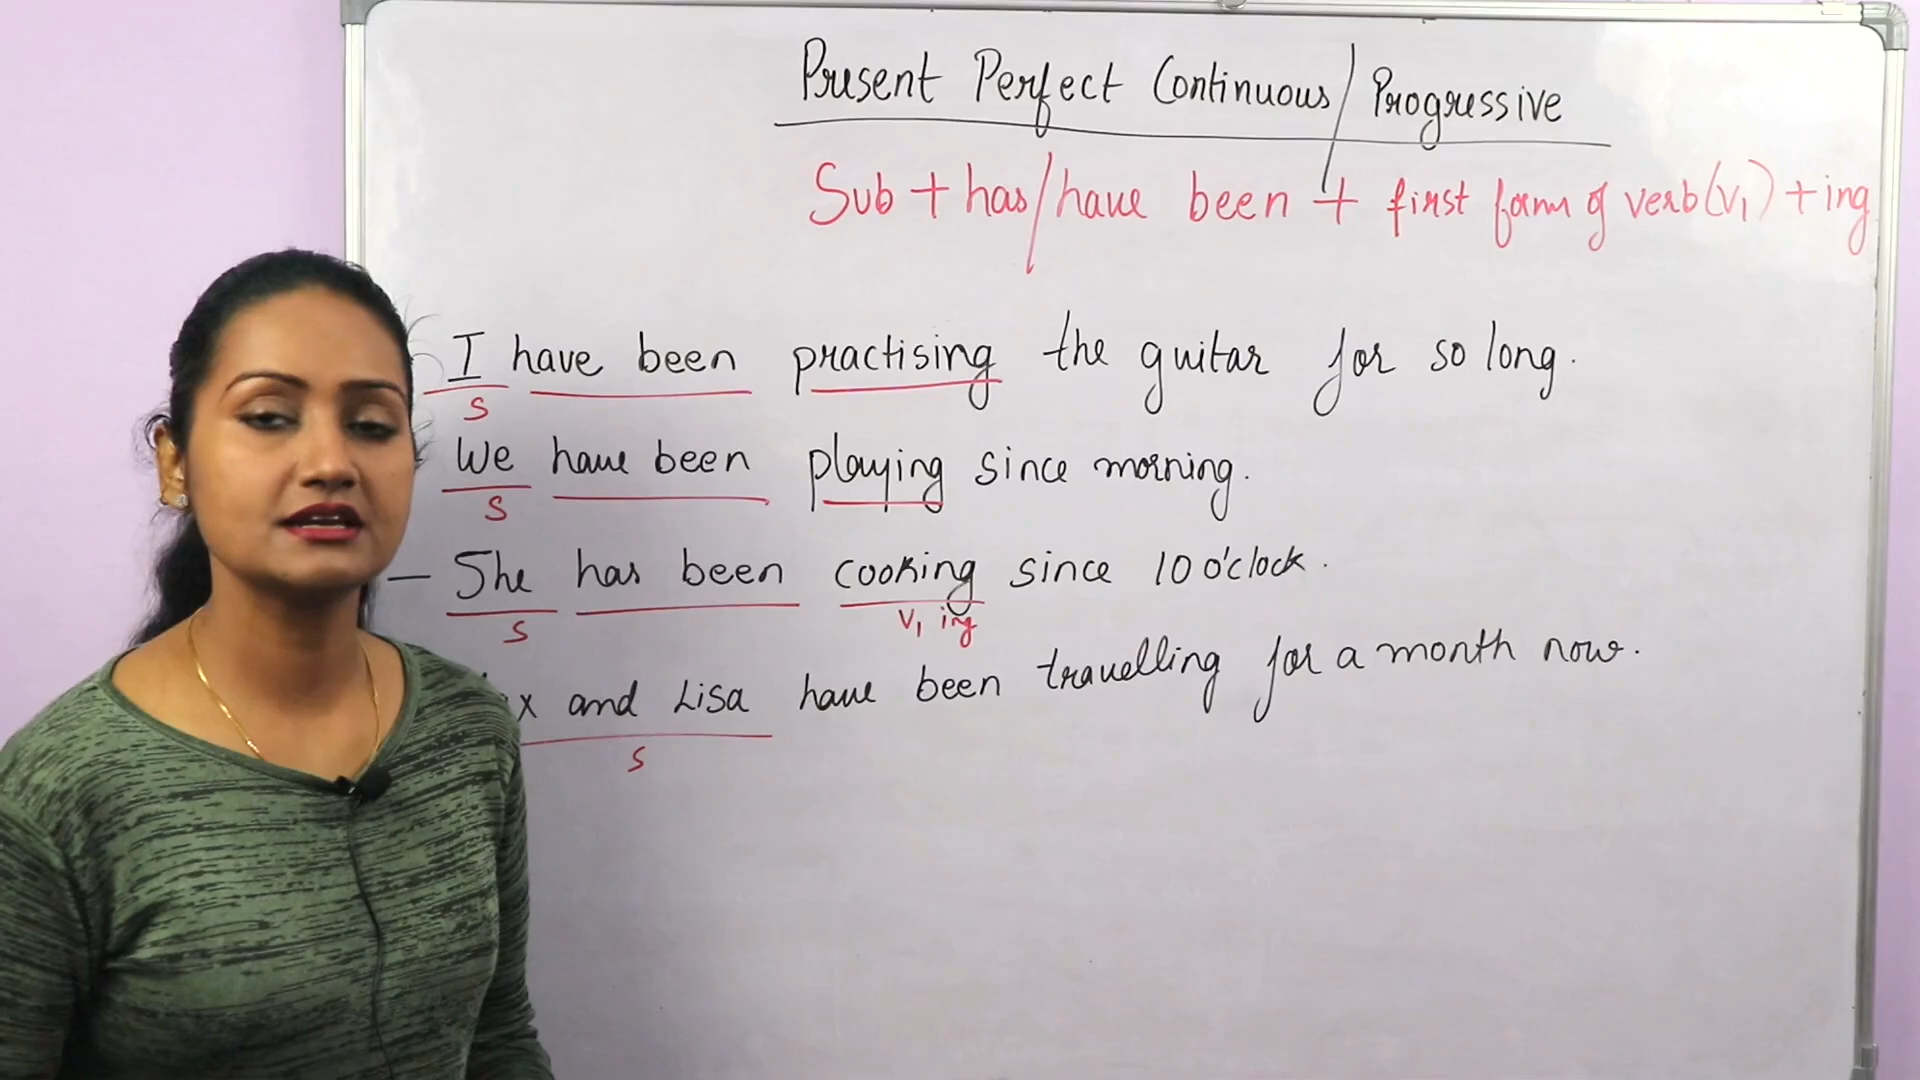 Present Perfect Continuous/Progressive
Sub + has/have been + first form of verb(V1) + ing
I have been practising the guitar for so long.
S
We have been playing since morning.
S
– She has been cooking since 10 o'clock.
S V1 ing
and Lisa have been travelling for a month now.
S